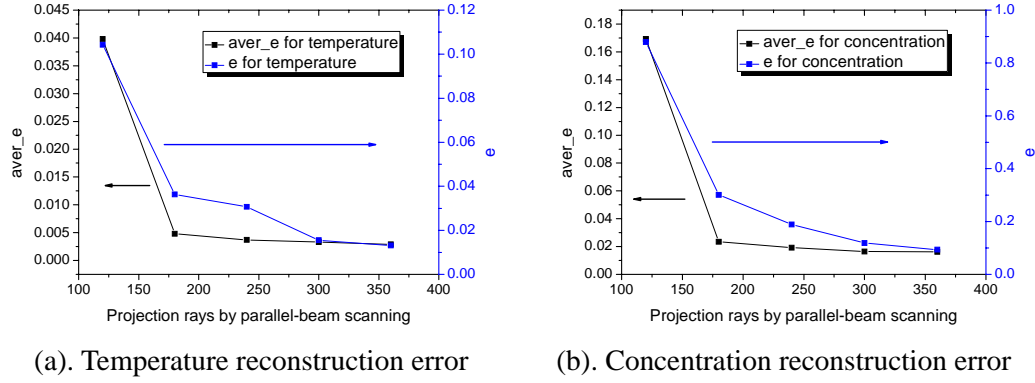 0.045
0.040
0.035
0.030
0.025
0.020
0.015
0.010
0.005
0.000
aver_e
0.12
0.10
0.08
0.06
0.04
0.02
0.00
e
aver_e for temperature
e for temperature
100 150 200 250 300 350 400
Projection rays by parallel-beam scanning
(a). Temperature reconstruction error
0.18
0.16
0.14
0.12
0.10
0.08
0.06
0.04
0.02
0.00
aver_e
1.0
0.8
0.6
0.4
0.2
0.0
e
aver_e for concentration
e for concentration
100 150 200 250 300 350 400
Projection rays by parallel-beam scanning
(b). Concentration reconstruction error